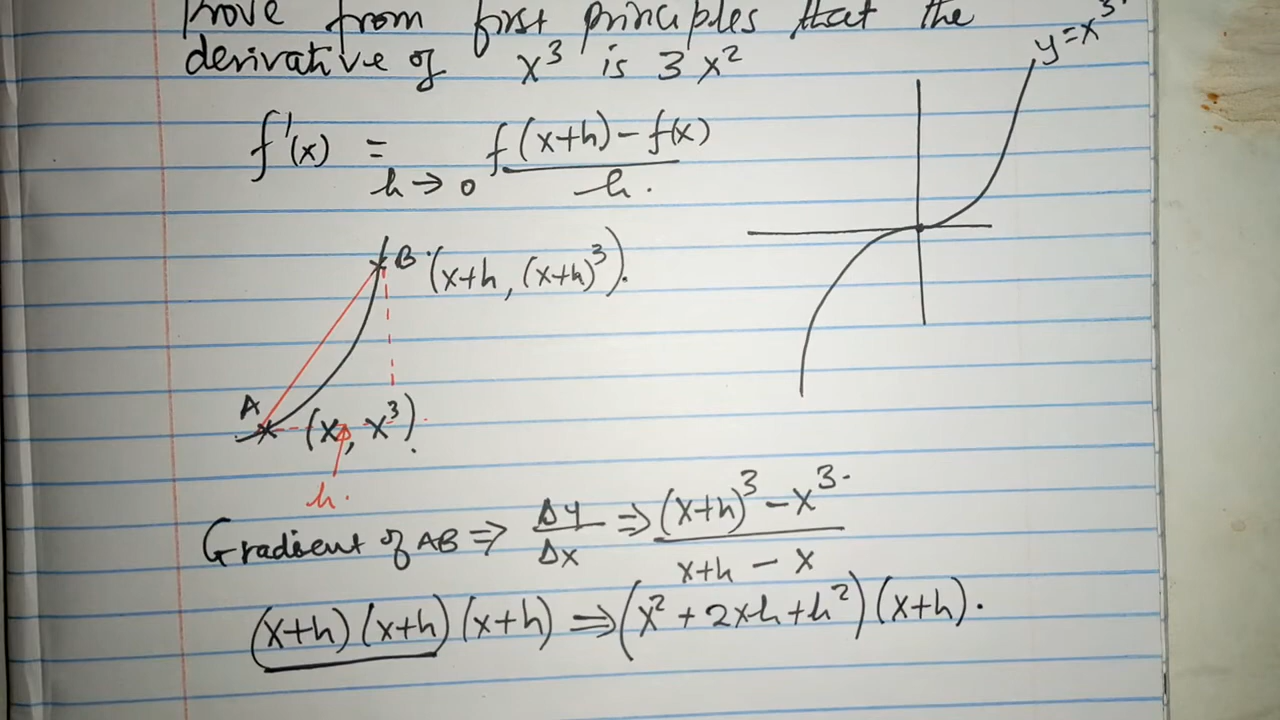 Prove from first principles that the
derivative of x³ is 3x²
y=x³
f'(x) = f(x+h) - f(x)
h→0 h.
B (x+h, (x+h)³).
A (x, x³).
h.
Gradient of AB ⇒ Δy/Δx ⇒ (x+h)³ - x³
x+h - x
(x+h)(x+h)(x+h) ⇒ (x² + 2xh + h²)(x+h).